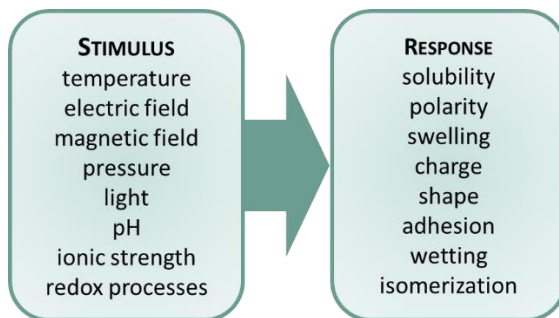 STIMULUS
temperature
electric field
magnetic field
pressure
light
pH
ionic strength
redox processes
RESPONSE
solubility
polarity
swelling
charge
shape
adhesion
wetting
isomerization